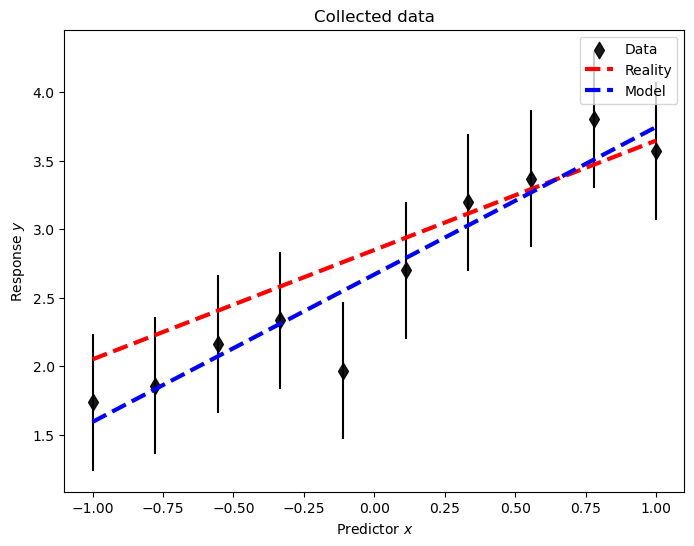 Collected data
Data
Reality
Model
Response y
4.0
3.5
3.0
2.5
2.0
1.5
−1.00 −0.75 −0.50 −0.25 0.00 0.25 0.50 0.75 1.00
Predictor x